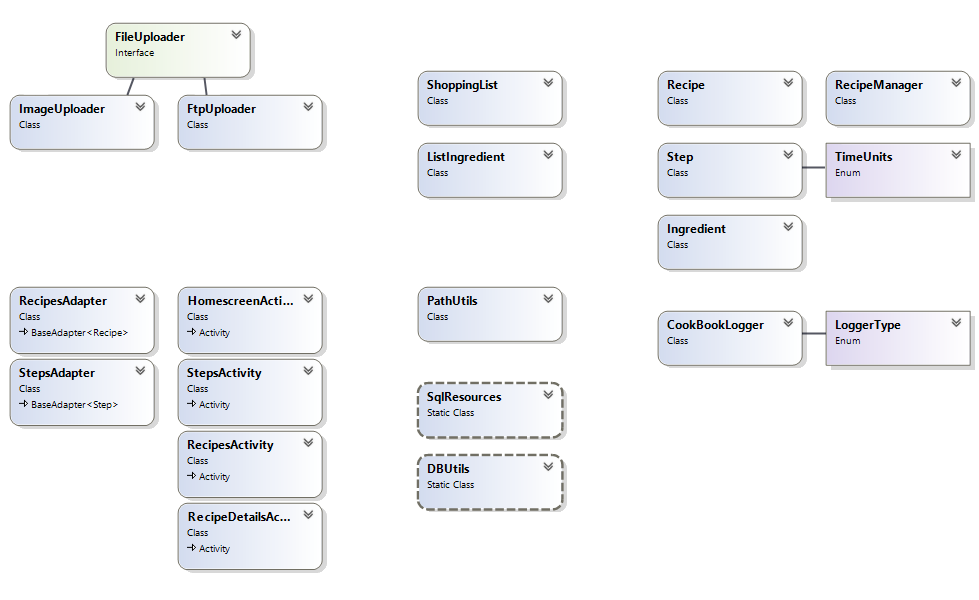 FileUploader
Interface
ImageUploader
Class
FtpUploader
Class
ShoppingList
Class
ListIngredient
Class
Recipe
Class
RecipeManager
Class
Step
Class
TimeUnits
Enum
Ingredient
Class
RecipesAdapter
Class
BaseAdapter<Recipe>
StepsAdapter
Class
BaseAdapter<Step>
HomescreenActi...
Class
Activity
StepsActivity
Class
Activity
RecipesActivity
Class
Activity
RecipeDetailsAc...
Class
Activity
PathUtils
Class
SqlResources
Static Class
DBUtils
Static Class
CookBookLogger
Class
LoggerType
Enum